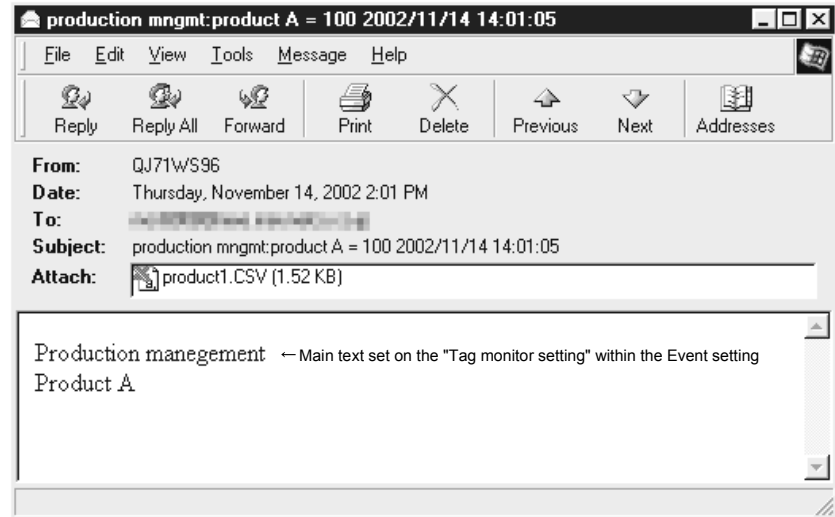 production mngmt:product A = 100 2002/11/14 14:01:05
File Edit View Tools Message Help
Reply Reply All Forward Print Delete Previous Next Addresses
From: QJ71WS96
Date: Thursday, November 14, 2002 2:01 PM
To:
Subject: production mngmt:product A = 100 2002/11/14 14:01:05
Attach: product1.CSV (1.52 KB)
Production manegement ←Main text set on the "Tag monitor setting" within the Event setting
Product A